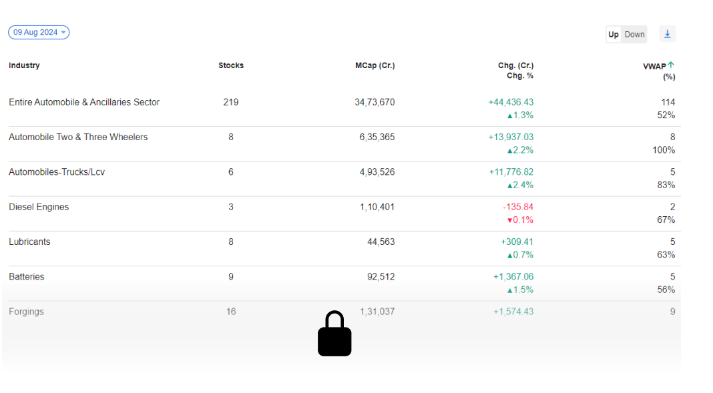 09 Aug 2024
Up Down
Industry Stocks MCap (Cr.) Chg. (Cr.) VWAP↑
Chg. % (%)
Entire Automobile & Ancillaries Sector 219 34,73,670 +44,436.43 114
▲1.3% 52%
Automobile Two & Three Wheelers 8 6,35,365 +13,937.03 8
▲2.2% 100%
Automobiles-Trucks/Lcv 6 4,93,526 +11,776.82 5
▲2.4% 83%
Diesel Engines 3 1,10,401 -135.84 2
▼0.1% 67%
Lubricants 8 44,563 +309.41 5
▲0.7% 63%
Batteries 9 92,512 +1,367.06 5
▲1.5% 56%
Forgings 16 1,31,037 +1,574.43 9